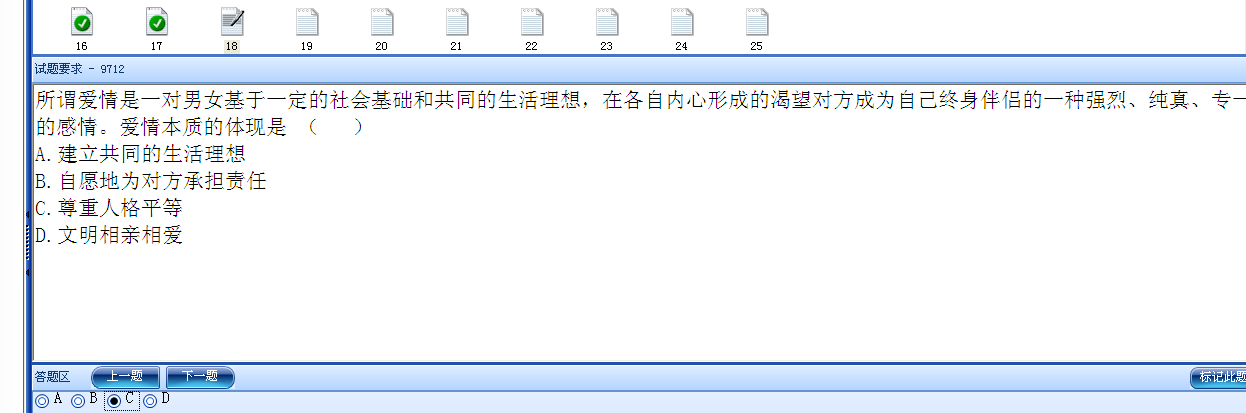 16 17 18 19 20 21 22 23 24 25
试题要求 - 9712
所谓爱情是一对男女基于一定的社会基础和共同的生活理想，在各自内心形成的渴望对方成为自己终身伴侣的一种强烈、纯真、专一
的感情。爱情本质的体现是 （ ）
A.建立共同的生活理想
B.自愿地为对方承担责任
C.尊重人格平等
D.文明相亲相爱
答题区 上一题 下一题 标记此题
A B C D